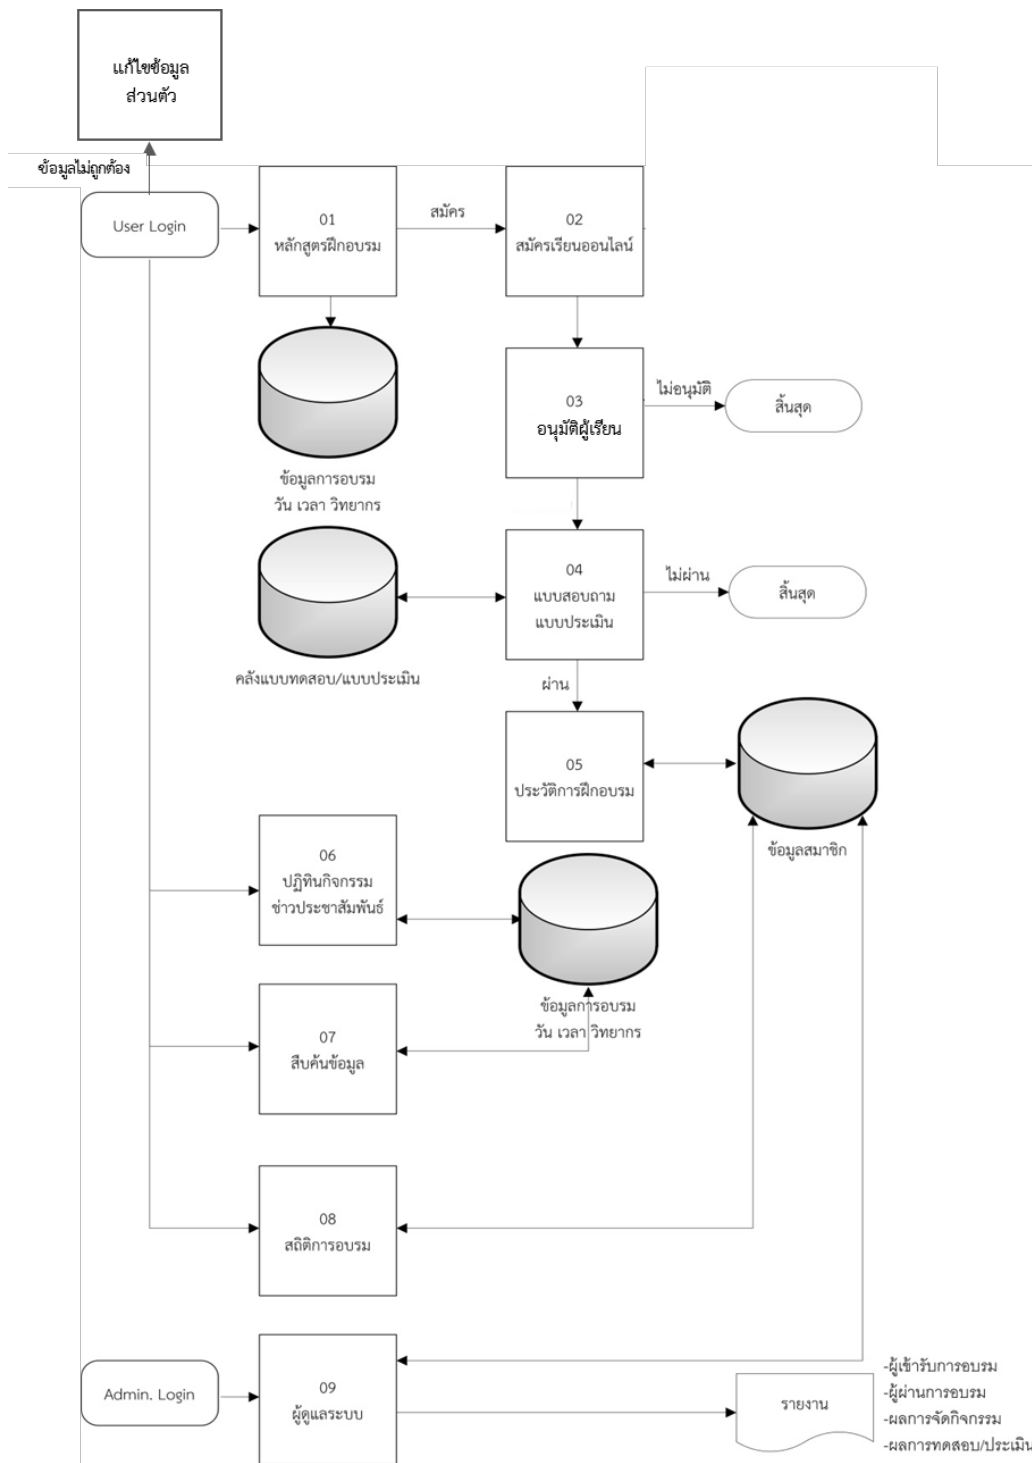 แก้ไขข้อมูล
ส่วนตัว
ข้อมูลไม่ถูกต้อง
User Login
01
หลักสูตรฝึกอบรม
สมัคร
02
สมัครเรียนออนไลน์
03
อนุมัติผู้เรียน
ไม่อนุมัติ
สิ้นสุด
ข้อมูลการอบรม
วัน เวลา วิทยากร
04
แบบสอบถาม
แบบประเมิน
ไม่ผ่าน
สิ้นสุด
คลังแบบทดสอบ/แบบประเมิน
ผ่าน
05
ประวัติการฝึกอบรม
ข้อมูลสมาชิก
06
ปฏิทินกิจกรรม
ข่าวประชาสัมพันธ์
ข้อมูลการอบรม
วัน เวลา วิทยากร
07
สืบค้นข้อมูล
08
สถิติการอบรม
Admin. Login
09
ผู้ดูแลระบบ
รายงาน
-ผู้เข้ารับการอบรม
-ผู้ผ่านการอบรม
-ผลการจัดกิจกรรม
-ผลการทดสอบ/ประเมิน